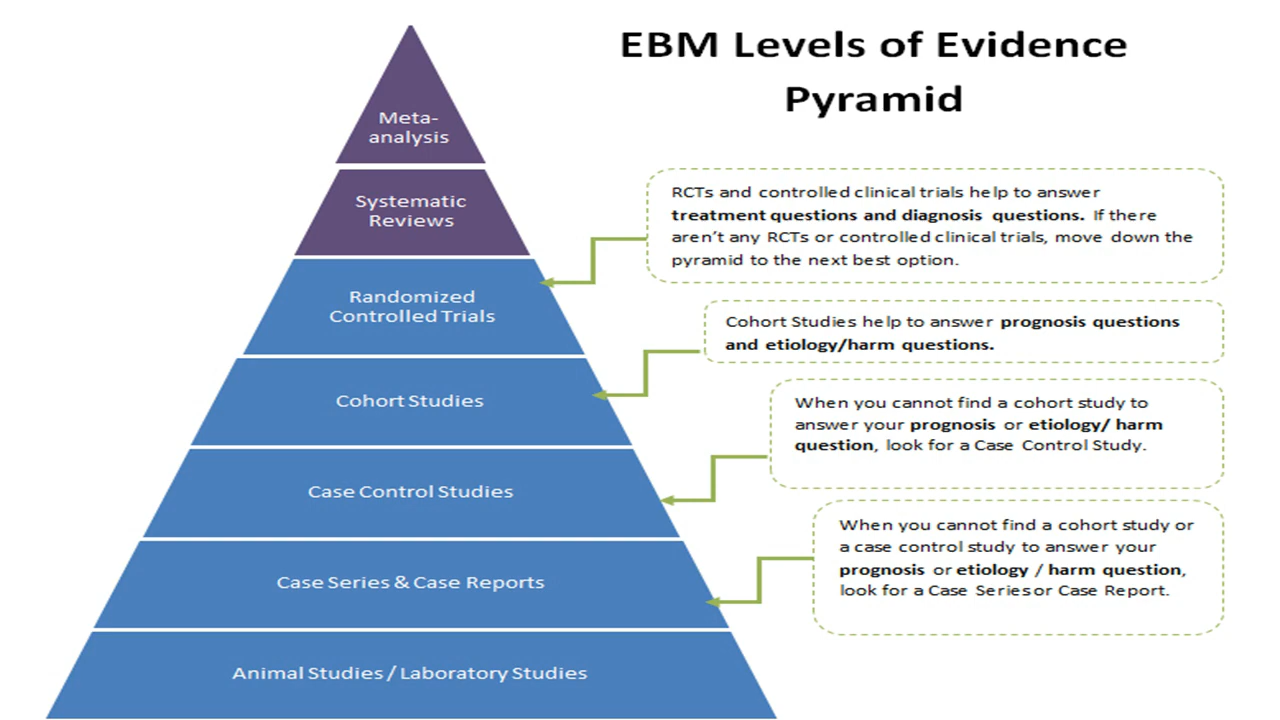 EBM Levels of Evidence
Pyramid
Meta-
analysis
Systematic
Reviews
Randomized
Controlled Trials
Cohort Studies
Case Control Studies
Case Series & Case Reports
Animal Studies / Laboratory Studies
RCTs and controlled clinical trials help to answer
treatment questions and diagnosis questions. If there
aren't any RCTs or controlled clinical trials, move down the
pyramid to the next best option.
Cohort Studies help to answer prognosis questions
and etiology/harm questions.
When you cannot find a cohort study to
answer your prognosis or etiology/ harm
question, look for a Case Control Study.
When you cannot find a cohort study or
a case control study to answer your
prognosis or etiology / harm question,
look for a Case Series or Case Report.